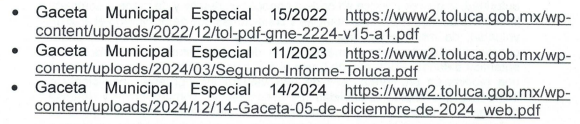 • Gaceta Municipal Especial 15/2022 https://www2.toluca.gob.mx/wp-
content/uploads/2022/12/tol-pdf-gme-2224-v15-a1.pdf
• Gaceta Municipal Especial 11/2023 https://www2.toluca.gob.mx/wp-
content/uploads/2024/03/Segundo-Informe-Toluca.pdf
• Gaceta Municipal Especial 14/2024 https://www2.toluca.gob.mx/wp-
content/uploads/2024/12/14-Gaceta-05-de-diciembre-de-2024_web.pdf